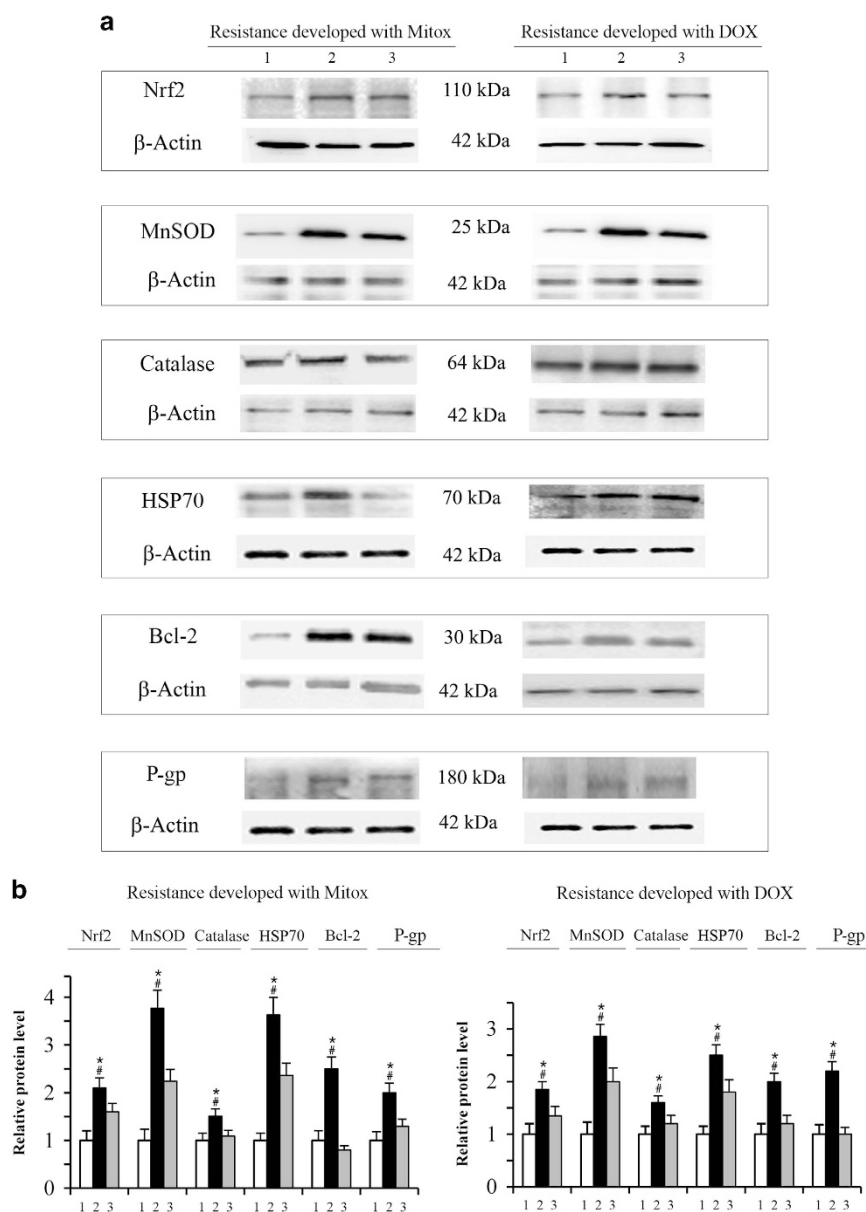 a
Resistance developed with Mitox Resistance developed with DOX
1 2 3 1 2 3
Nrf2 110 kDa
β-Actin 42 kDa
MnSOD 25 kDa
β-Actin 42 kDa
Catalase 64 kDa
β-Actin 42 kDa
HSP70 70 kDa
β-Actin 42 kDa
Bcl-2 30 kDa
β-Actin 42 kDa
P-gp 180 kDa
β-Actin 42 kDa
b
Resistance developed with Mitox
Nrf2 MnSOD Catalase HSP70 Bcl-2 P-gp
Relative protein level
4
3
2
1
0
* # * # * # * # * # * #
1 2 3 1 2 3 1 2 3 1 2 3 1 2 3 1 2 3
Resistance developed with DOX
Nrf2 MnSOD Catalase HSP70 Bcl-2 P-gp
Relative protein level
3
2
1
0
* # * # * # * # * # * #
1 2 3 1 2 3 1 2 3 1 2 3 1 2 3 1 2 3